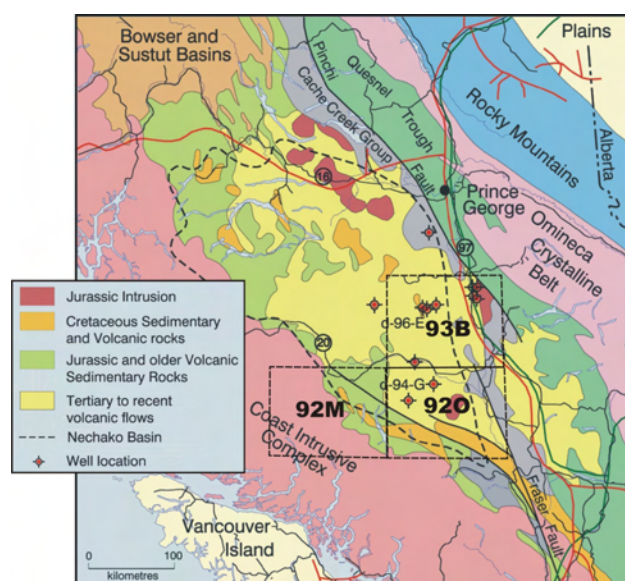 Bowser and
Sustut Basins
Plains
Pinchi
Quesnel
Trough
Cache Creek Group
Fault
Rocky Mountains
Alberta
16
Prince
George
97
Omineca
Crystalline
Belt
Jurassic Intrusion
Cretaceous Sedimentary
and Volcanic rocks
Jurassic and older Volcanic
Sedimentary Rocks
Tertiary to recent
volcanic flows
Nechako Basin
Well location
d-96-E
93B
20
d-94-G
92M
92O
Coast Intrusive
Complex
Fraser Fault
Vancouver
Island
0
100
kilometres